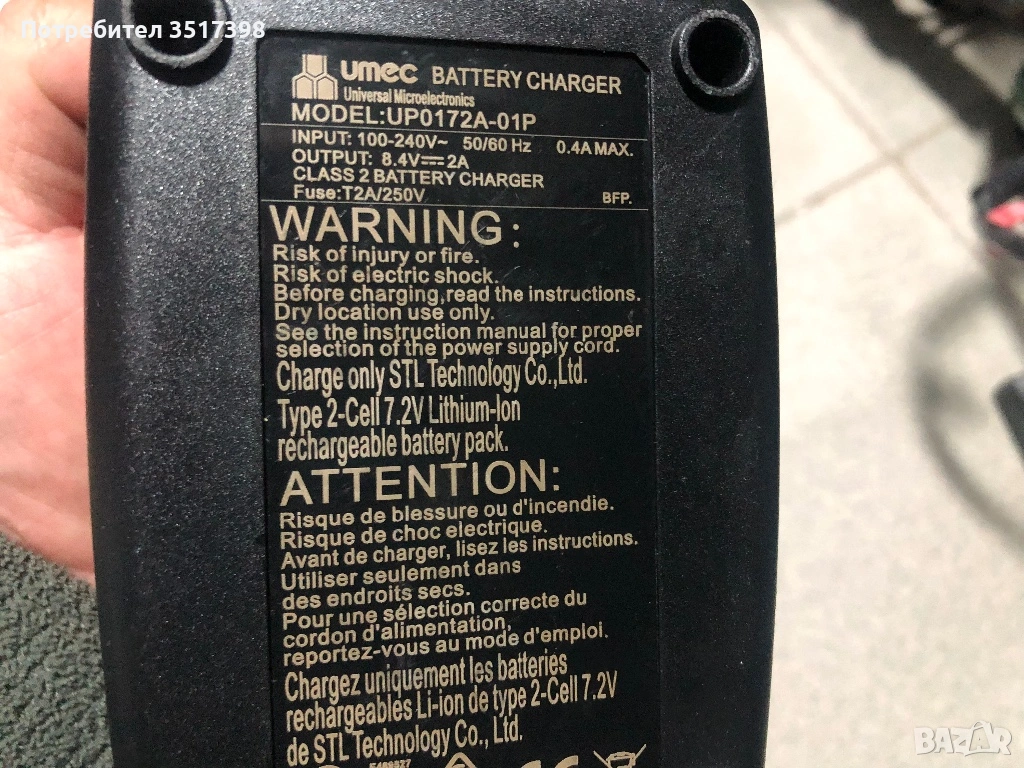 Потребител 3517398
umec BATTERY CHARGER
Universal Microelectronics
MODEL:UP0172A-01P
INPUT: 100-240V~ 50/60 Hz 0.4A MAX.
OUTPUT: 8.4V⎓2A
CLASS 2 BATTERY CHARGER
Fuse:T2A/250V BFP.
WARNING:
Risk of injury or fire.
Risk of electric shock.
Before charging,read the instructions.
Dry location use only.
See the instruction manual for proper
selection of the power supply cord.
Charge only STL Technology Co.,Ltd.
Type 2-Cell 7.2V Lithium-Ion
rechargeable battery pack.
ATTENTION:
Risque de blessure ou d'incendie.
Risque de choc electrique.
Avant de charger, lisez les instructions.
Utiliser seulement dans
des endroits secs.
Pour une sélection correcte du
cordon d'alimentation,
reportez-vous au mode d'emploi.
Chargez uniquement les batteries
rechargeables Li-ion de type 2-Cell 7.2V
de STL Technology Co., Ltd.
BAZAR